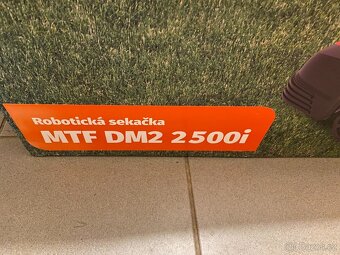 Robotická sekačka
MTF DM2 2500i